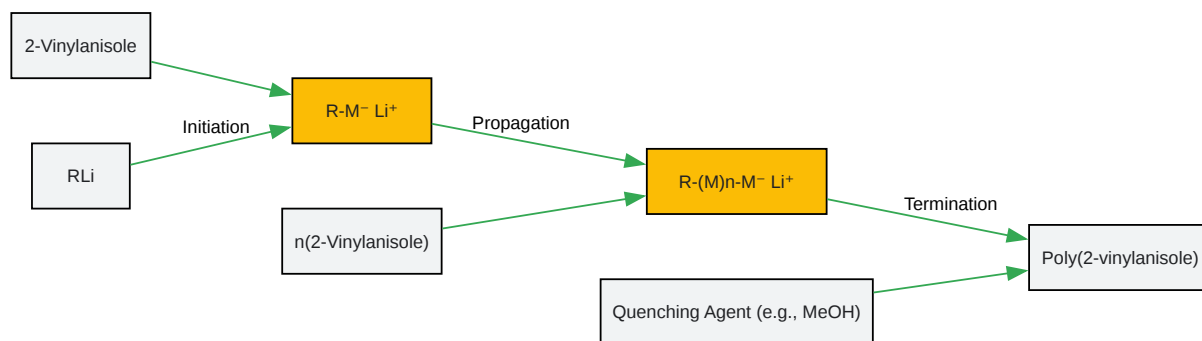 2-Vinylanisole
RLi
Initiation
R-M⁻ Li⁺
n(2-Vinylanisole)
Propagation
R-(M)n-M⁻ Li⁺
Quenching Agent (e.g., MeOH)
Termination
Poly(2-vinylanisole)